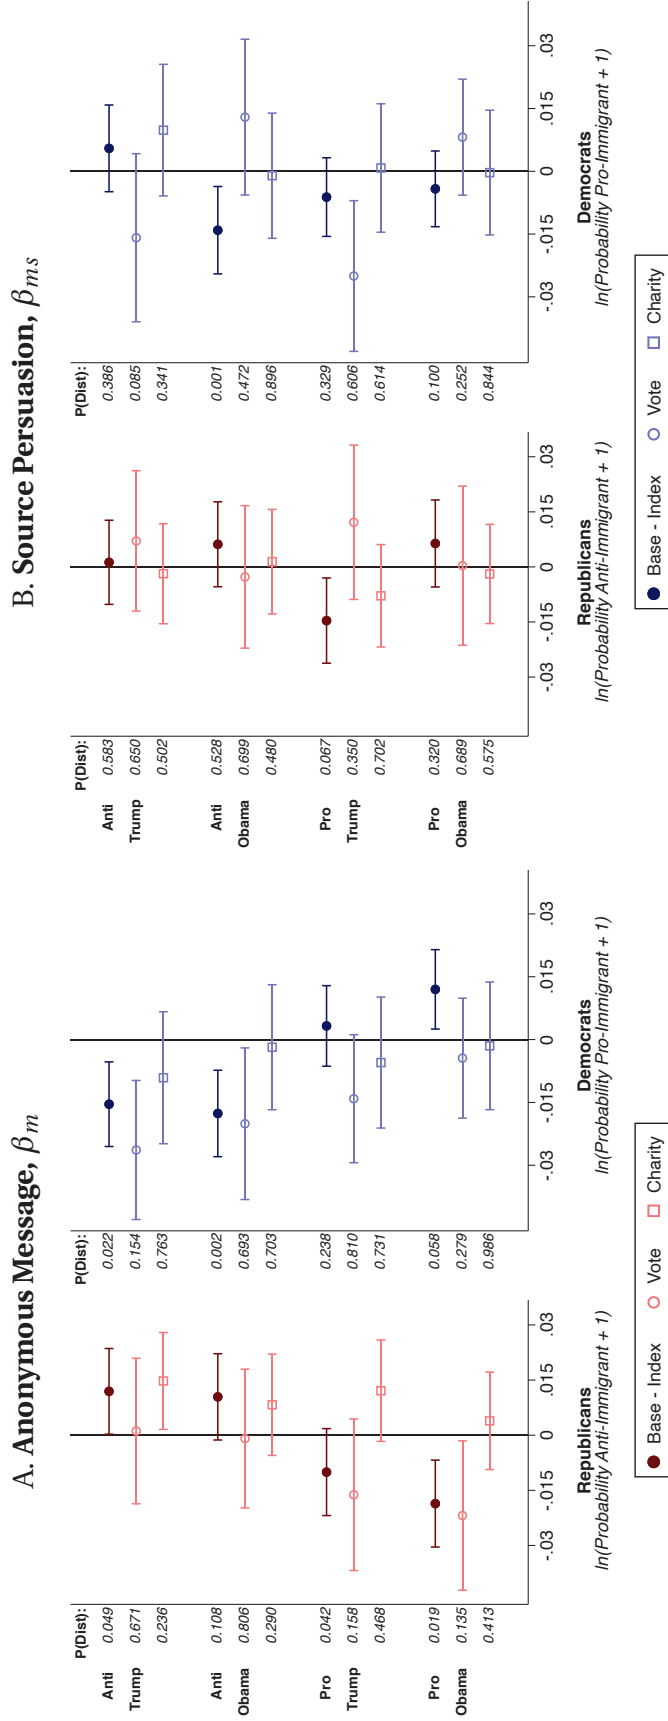 A. Anonymous Message, βm
P(Dist):
Anti 0.049
Trump 0.671
0.236
Anti 0.108
Obama 0.806
0.290
Pro 0.042
Trump 0.158
0.468
Pro 0.019
Obama 0.135
0.413
-.03 -.015 0 .015 .03
Republicans
ln(Probability Anti-Immigrant + 1)
P(Dist):
0.022
0.154
0.763
0.002
0.693
0.703
0.238
0.810
0.731
0.058
0.279
0.986
-.03 -.015 0 .015 .03
Democrats
ln(Probability Pro-Immigrant + 1)
Base - Index Vote Charity
B. Source Persuasion, βms
P(Dist):
Anti 0.583
Trump 0.650
0.502
Anti 0.528
Obama 0.699
0.480
Pro 0.067
Trump 0.350
0.702
Pro 0.320
Obama 0.689
0.575
-.03 -.015 0 .015 .03
Republicans
ln(Probability Anti-Immigrant + 1)
P(Dist):
0.386
0.085
0.341
0.001
0.472
0.896
0.329
0.606
0.614
0.100
0.252
0.844
-.03 -.015 0 .015 .03
Democrats
ln(Probability Pro-Immigrant + 1)
Base - Index Vote Charity